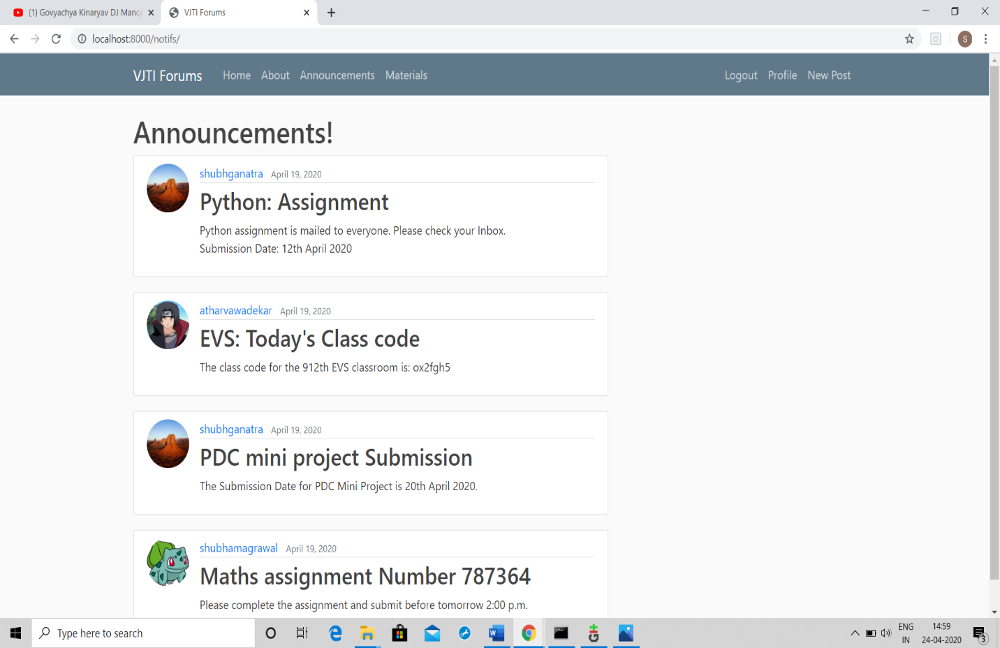 (1) Govyachya Kinaryav DJ Mano
VJTI Forums
localhost:8000/notifs/
S
VJTI Forums Home About Announcements Materials Logout Profile New Post
Announcements!
shubhganatra April 19, 2020
Python: Assignment
Python assignment is mailed to everyone. Please check your Inbox.
Submission Date: 12th April 2020
atharvawadekar April 19, 2020
EVS: Today's Class code
The class code for the 912th EVS classroom is: ox2fgh5
shubhganatra April 19, 2020
PDC mini project Submission
The Submission Date for PDC Mini Project is 20th April 2020.
shubhamagrawal April 19, 2020
Maths assignment Number 787364
Please complete the assignment and submit before tomorrow 2:00 p.m.
Type here to search
ENG
IN
14:59
24-04-2020
3